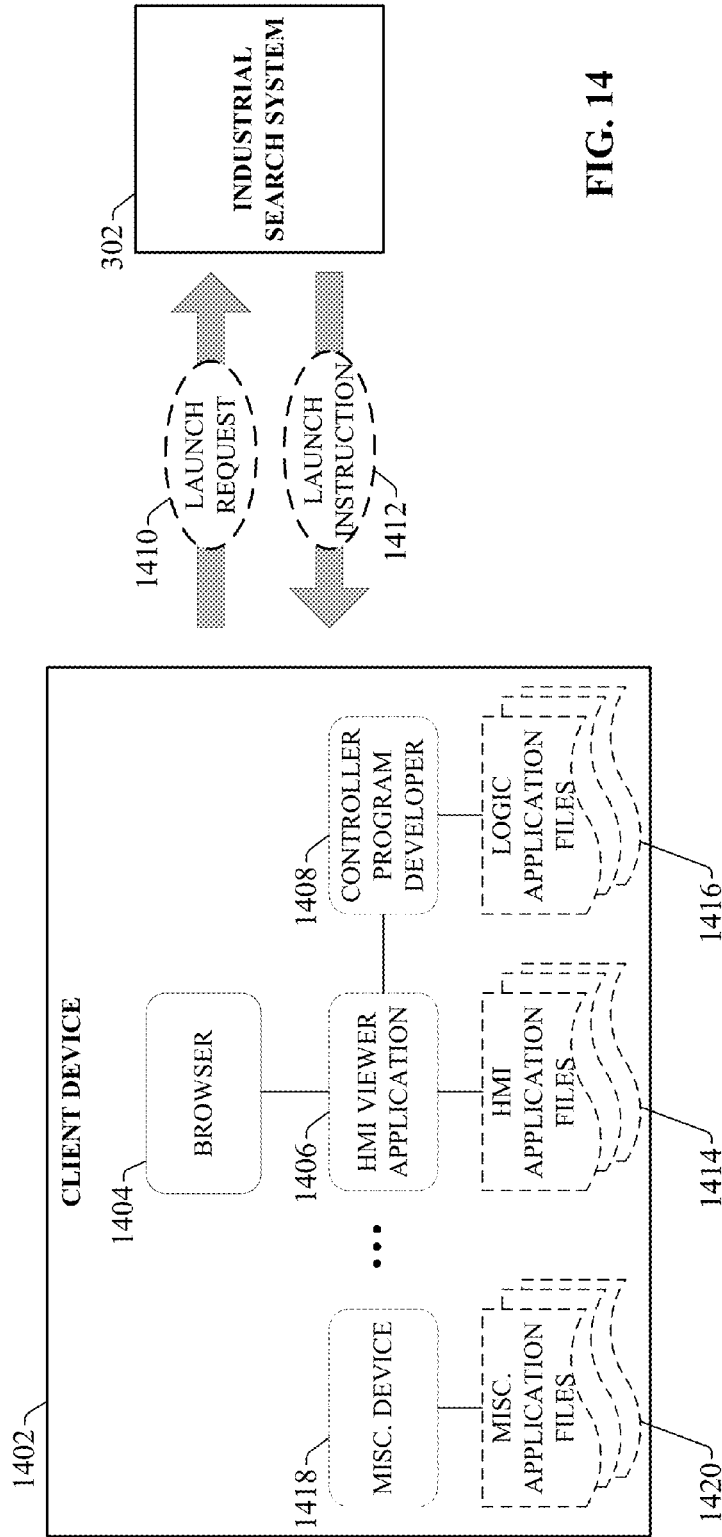 1402
CLIENT DEVICE
1404
BROWSER
1418
MISC. DEVICE
1406
HMI VIEWER
APPLICATION
1408
CONTROLLER
PROGRAM
DEVELOPER
MISC.
APPLICATION
FILES
HMI
APPLICATION
FILES
LOGIC
APPLICATION
FILES
1420
1414
1416
1410
LAUNCH
REQUEST
LAUNCH
INSTRUCTION
1412
302
INDUSTRIAL
SEARCH SYSTEM
FIG. 14